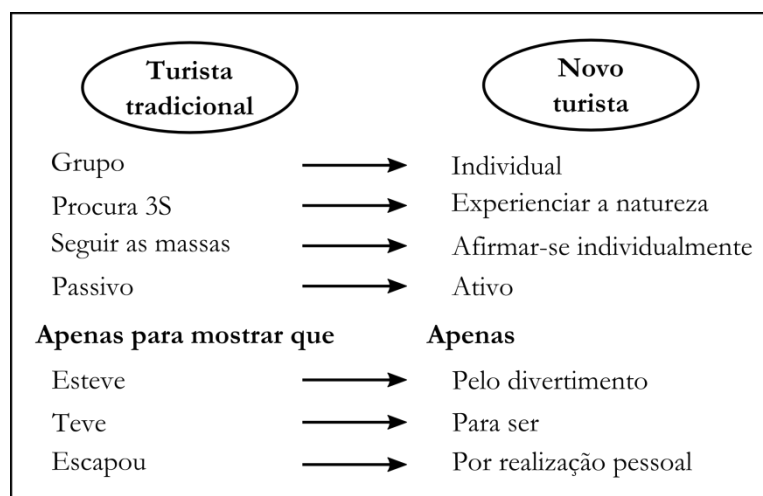 Turista
tradicional
Novo
turista
Grupo
Individual
Procura 3S
Experienciar a natureza
Seguir as massas
Afirmar-se individualmente
Passivo
Ativo
Apenas para mostrar que
Apenas
Esteve
Pelo divertimento
Teve
Para ser
Escapou
Por realização pessoal